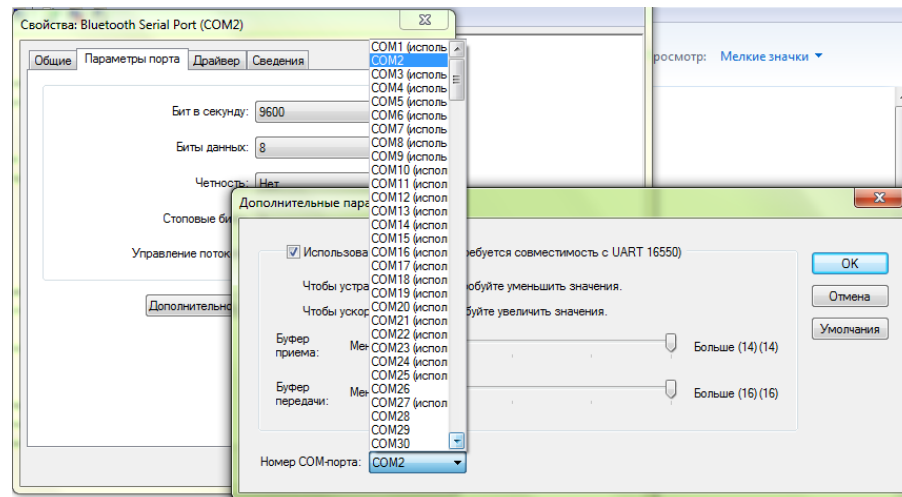 Свойства: Bluetooth Serial Port (COM2)
Общие Параметры порта Драйвер Сведения
Бит в секунду: 9600
Биты данных: 8
Четность: Нет
Стоповые би
Управление поток
Дополнительно
росмотр: Мелкие значки
COM1 (исполь
COM2
COM3 (исполь
COM4 (исполь
COM5 (исполь
COM6 (исполь
COM7 (исполь
COM8 (исполь
COM9 (исполь
COM10 (испол
COM11 (испол
COM12 (испол
COM13 (испол
COM14 (испол
COM15 (испол
COM16 (испол
COM17 (испол
COM18 (испол
COM19 (испол
COM20 (испол
COM21 (испол
COM22 (испол
COM23 (испол
COM24 (испол
COM25 (испол
COM26
COM27 (испол
COM28
COM29
COM30
Дополнительные пара
Использова ребуется совместимость с UART 16550)
Чтобы устра робуйте уменьшить значения.
Чтобы ускор буйте увеличить значения.
Буфер приема: Мен Больше (14) (14)
Буфер передачи: Мен Больше (16) (16)
Номер COM-порта: COM2
OK
Отмена
Умолчания